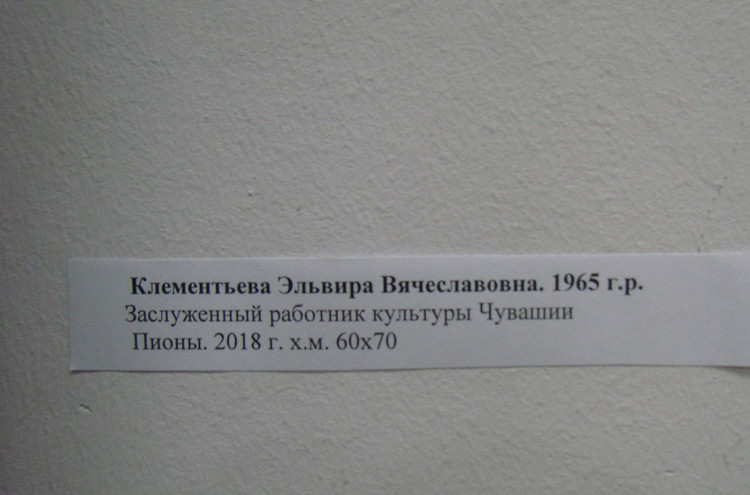 Клементьева Эльвира Вячеславовна. 1965 г.р.
Заслуженный работник культуры Чувашии
Пионы. 2018 г. х.м. 60х70